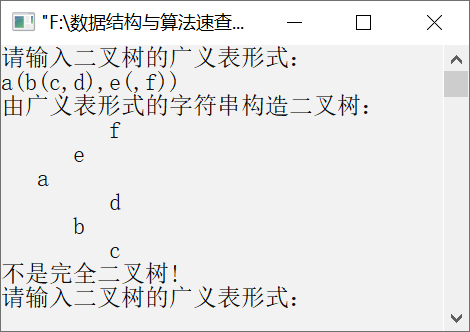 "F:\数据结构与算法速查...
请输入二叉树的广义表形式：
a(b(c,d),e(,f))
由广义表形式的字符串构造二叉树：
f
e
a
d
b
c
不是完全二叉树!
请输入二叉树的广义表形式：